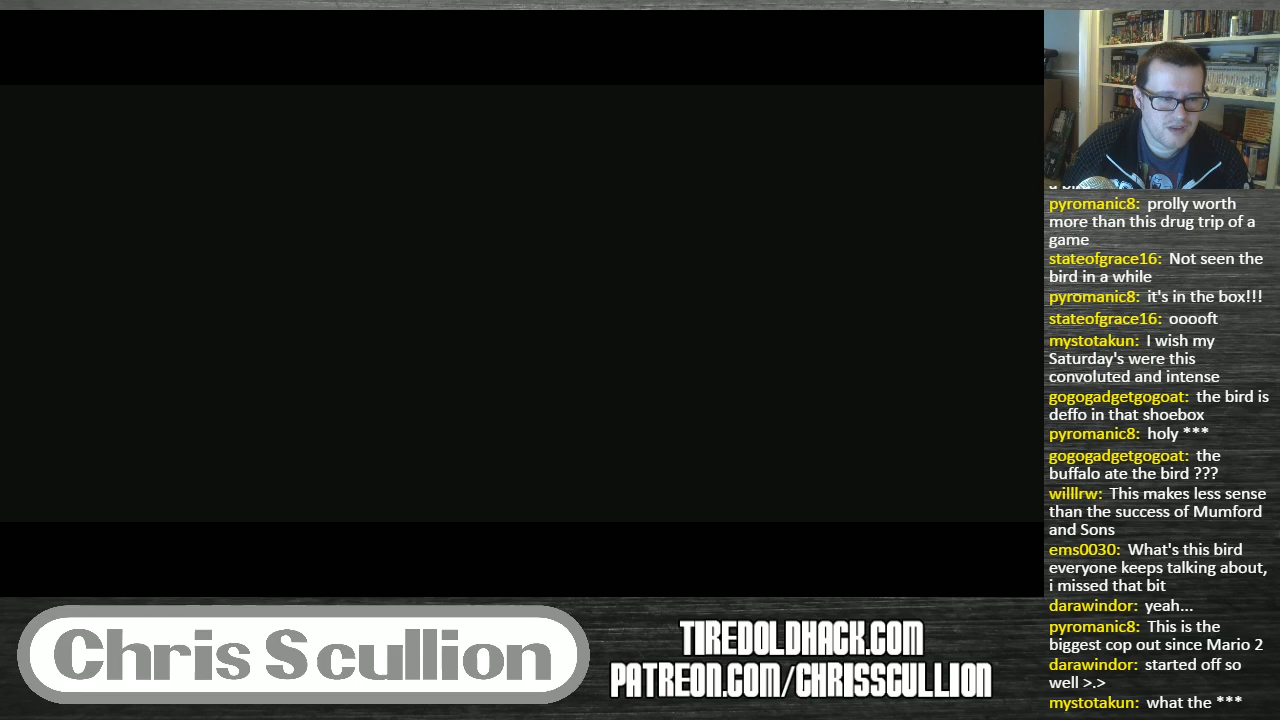 pyromanic8: prolly worth
more than this drug trip of a
game
stateofgrace16: Not seen the
bird in a while
pyromanic8: it's in the box!!!
stateofgrace16: ooooft
mystotakun: I wish my
Saturday's were this
convoluted and intense
gogogadgetgogoat: the bird is
deffo in that shoebox
pyromanic8: holy ***
gogogadgetgogoat: the
buffalo ate the bird ???
willlrw: This makes less sense
than the success of Mumford
and Sons
ems0030: What's this bird
everyone keeps talking about,
i missed that bit
darawindor: yeah...
pyromanic8: This is the
biggest cop out since Mario 2
darawindor: started off so
well >.>
mystotakun: what the ***
Chris Scullion
TIREDOLDHACK.COM
PATREON.COM/CHRISSCULLION